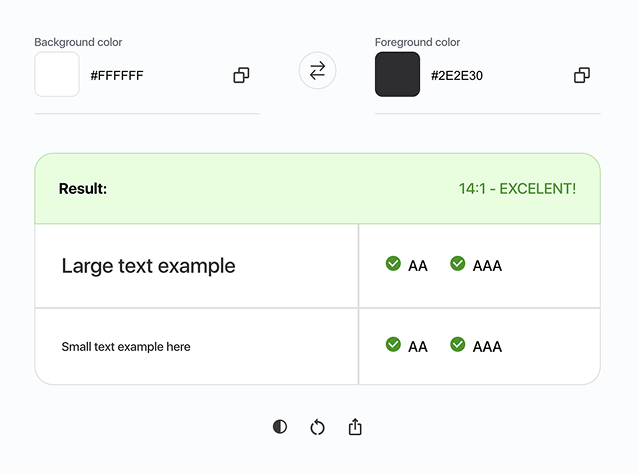 Background color
Foreground color
#FFFFFF
#2E2E30
Result:
14:1 - EXCELENT!
Large text example
AA
AAA
Small text example here
AA
AAA